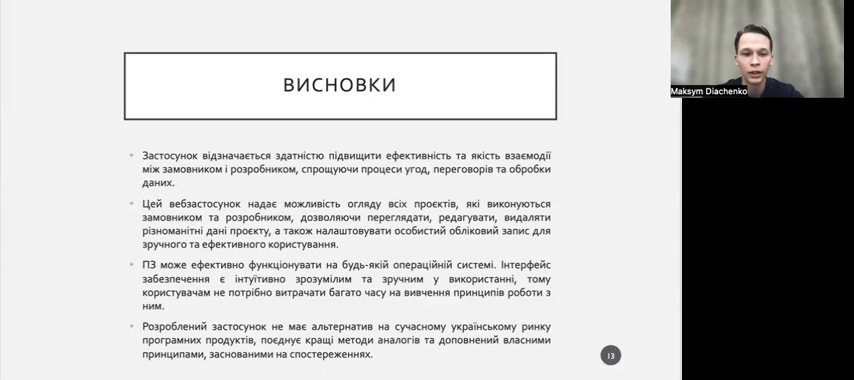 ВИСНОВКИ
Застосунок відзначається здатністю підвищити ефективність та якість взаємодії
між замовником і розробником, спрощуючи процеси угод, переговорів та обробки
даних.
Цей вебзастосунок надає можливість огляду всіх проєктів, які виконуються
замовником та розробником, дозволяючи переглядати, редагувати, видаляти
різноманітні дані проєкту, а також налаштовувати особистий обліковий запис для
зручного та ефективного користування.
ПЗ може ефективно функціонувати на будь-якій операційній системі. Інтерфейс
забезпечення є інтуїтивно зрозумілим та зручним у використанні, тому
користувачам не потрібно витрачати багато часу на вивчення принципів роботи з
ним.
Розроблений застосунок не має альтернатив на сучасному українському ринку
програмних продуктів, поєднує кращі методи аналогів та доповнений власними
принципами, заснованими на спостереженнях.
13
Maksym Diachenko